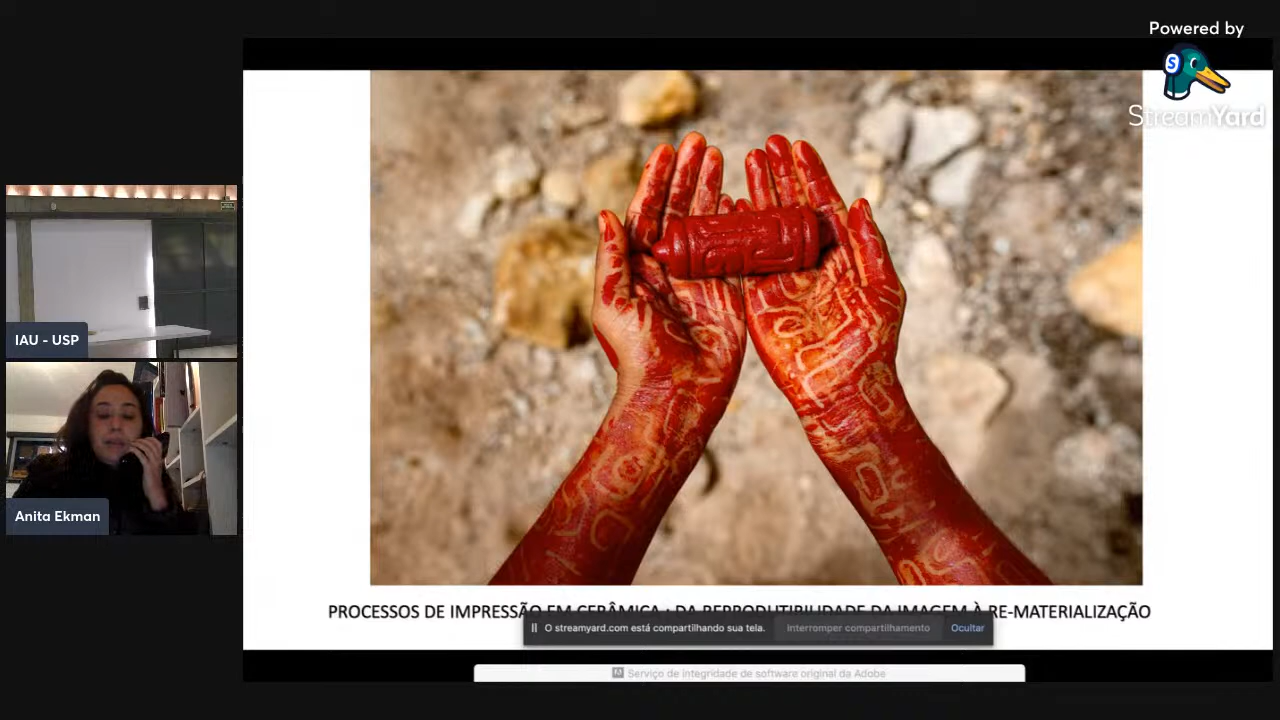 Powered by
StreamYard
IAU - USP
Anita Ekman
PROCESSOS DE IMPRESSÃO EM CERÂMICA : DA REPRODUTIBILIDADE DA IMAGEM À RE-MATERIALIZAÇÃO
O streamyard.com está compartilhando sua tela. Interromper compartilhamento Ocultar
Serviço de integridade de software original da Adobe